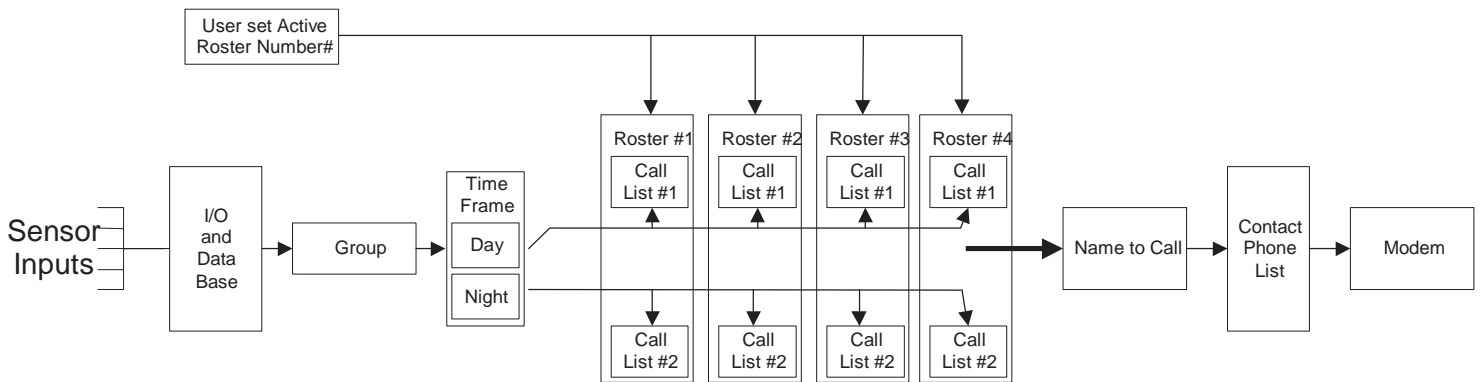 User set Active
Roster Number#
Sensor
Inputs
I/O
and
Data
Base
Group
Time
Frame
Day
Night
Roster #1
Call
List #1
Call
List #2
Roster #2
Call
List #1
Call
List #2
Roster #3
Call
List #1
Call
List #2
Roster #4
Call
List #1
Call
List #2
Name to Call
Contact
Phone
List
Modem